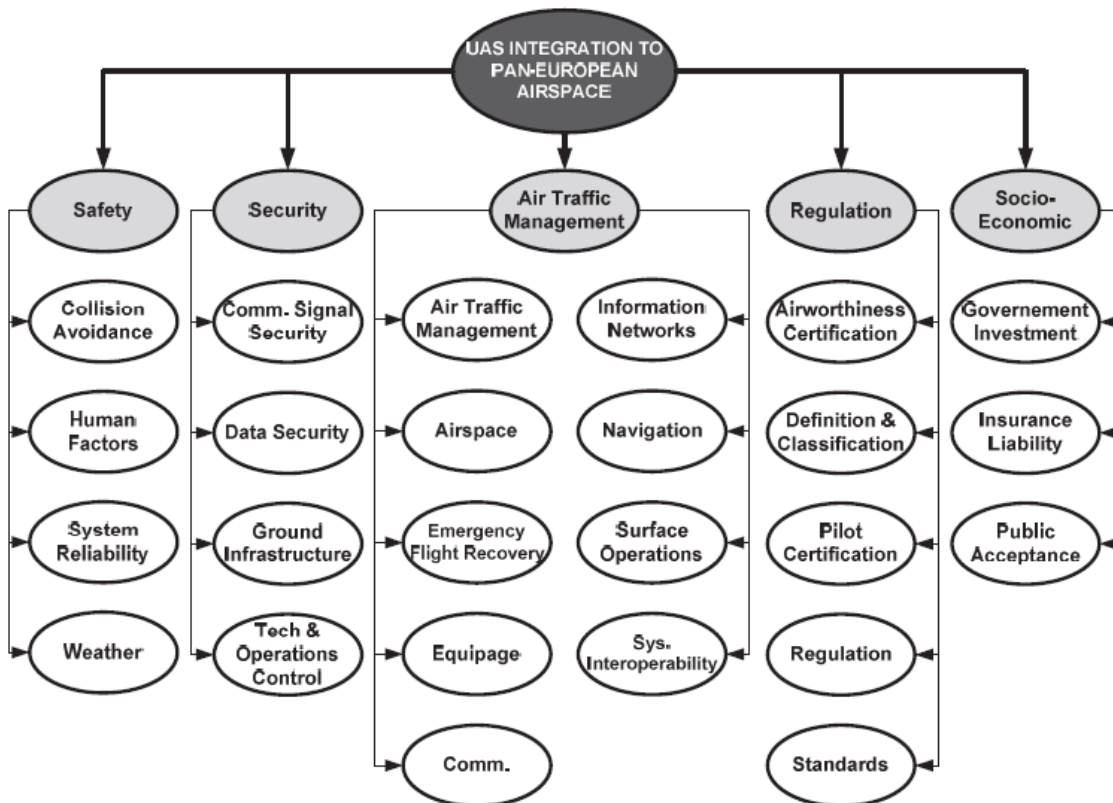 UAS INTEGRATION TO
PAN-EUROPEAN
AIRSPACE
Safety
Security
Air Traffic
Management
Regulation
Socio-
Economic
Collision
Avoidance
Comm. Signal
Security
Air Traffic
Management
Information
Networks
Airworthiness
Certification
Governement
Investment
Human
Factors
Data Security
Airspace
Navigation
Definition &
Classification
Insurance
Liability
System
Reliability
Ground
Infrastructure
Emergency
Flight Recovery
Surface
Operations
Pilot
Certification
Public
Acceptance
Weather
Tech &
Operations
Control
Equipage
Sys.
Interoperability
Regulation
Comm.
Standards